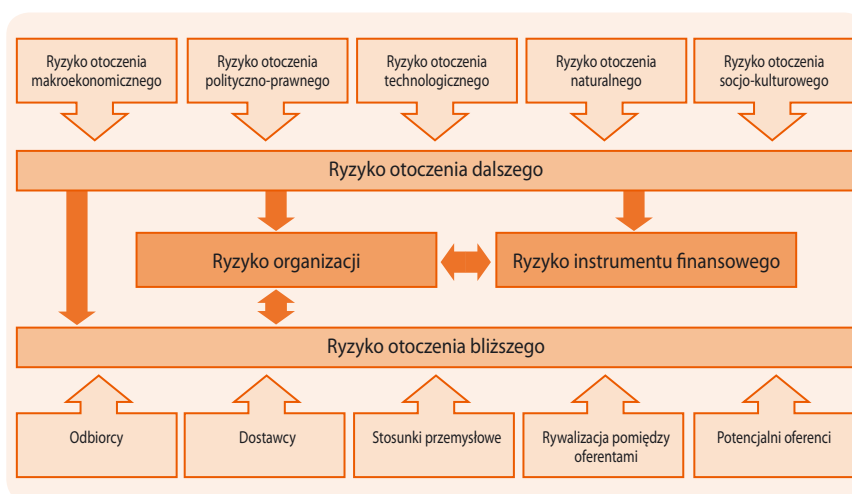 Ryzyko otoczenia
makroekonomicznego
Ryzyko otoczenia
polityczno-prawnego
Ryzyko otoczenia
technologicznego
Ryzyko otoczenia
naturalnego
Ryzyko otoczenia
socjo-kulturowego
Ryzyko otoczenia dalszego
Ryzyko organizacji
Ryzyko instrumentu finansowego
Ryzyko otoczenia bliższego
Odbiorcy
Dostawcy
Stosunki przemysłowe
Rywalizacja pomiędzy
oferentami
Potencjalni oferenci